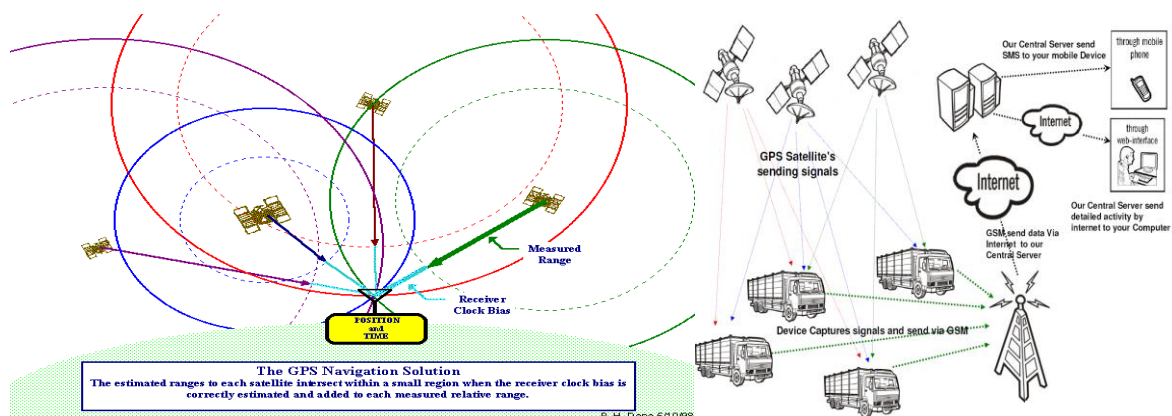 Measured
Range
Receiver
Clock Bias
POSITION
and
TIME
The GPS Navigation Solution
The estimated ranges to each satellite intersect within a small region when the receiver clock bias is
correctly estimated and added to each measured relative range.
GPS Satellite's
sending signals
Our Central Server send
SMS to your mobile Device
through mobile
phone
Internet
through
web-interface
Internet
Our Central Server send
detailed activity by
internet to your Computer
GSM send data Via
Internet to our
Central Server
Device Captures signals and send via GSM